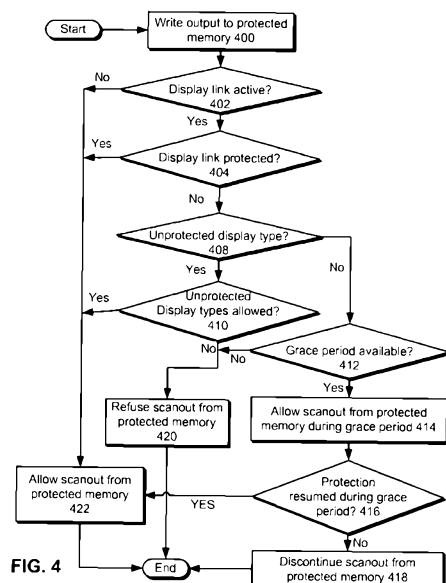 Start
Write output to protected
memory 400
Display link active?
402
No
Yes
Display link protected?
404
Yes
No
Unprotected display type?
408
No
Yes
Unprotected
Display types allowed?
410
Yes
No
Grace period available?
412
No
Yes
Refuse scanout from
protected memory
420
Allow scanout from protected
memory during grace period 414
Protection
resumed during grace
period? 416
YES
No
Allow scanout from
protected memory
422
Discontinue scanout from
protected memory 418
End
FIG. 4